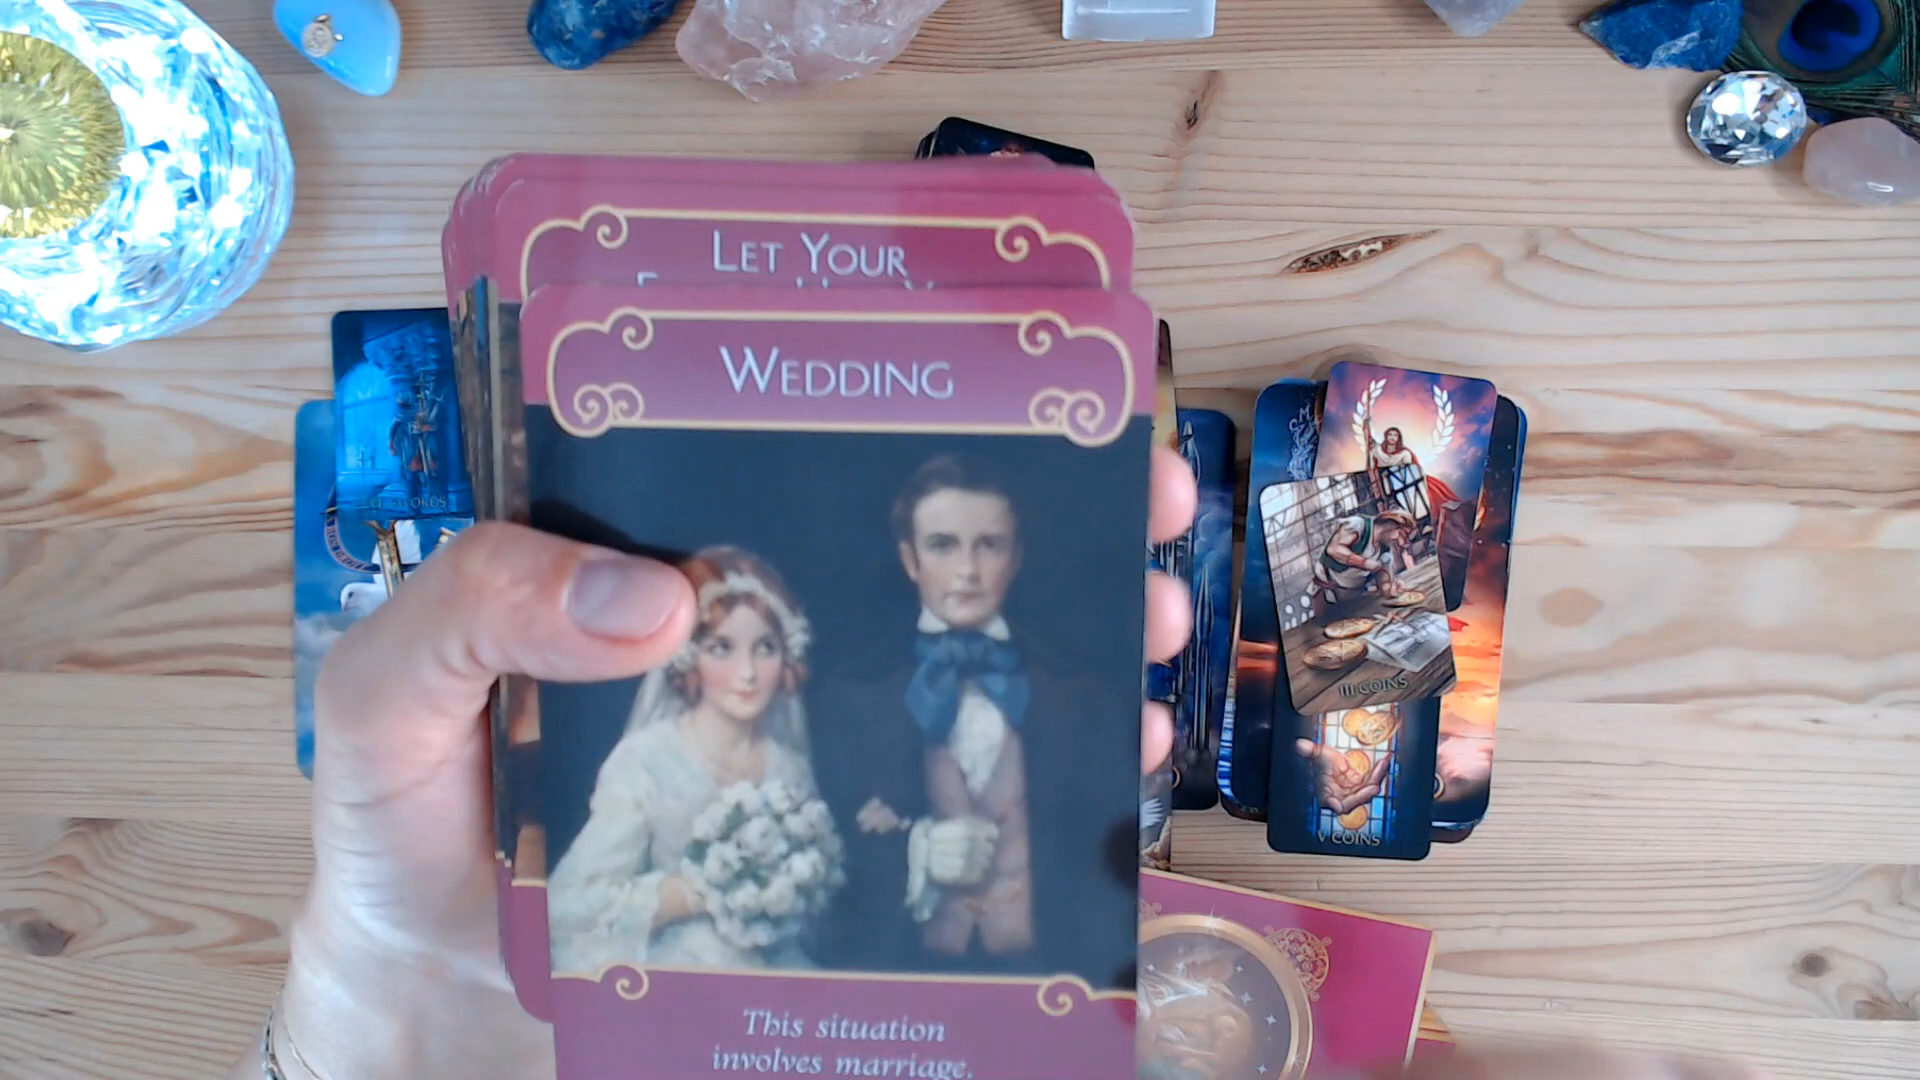 LET YOUR
WEDDING
This situation
involves marriage.
III COINS
V COINS